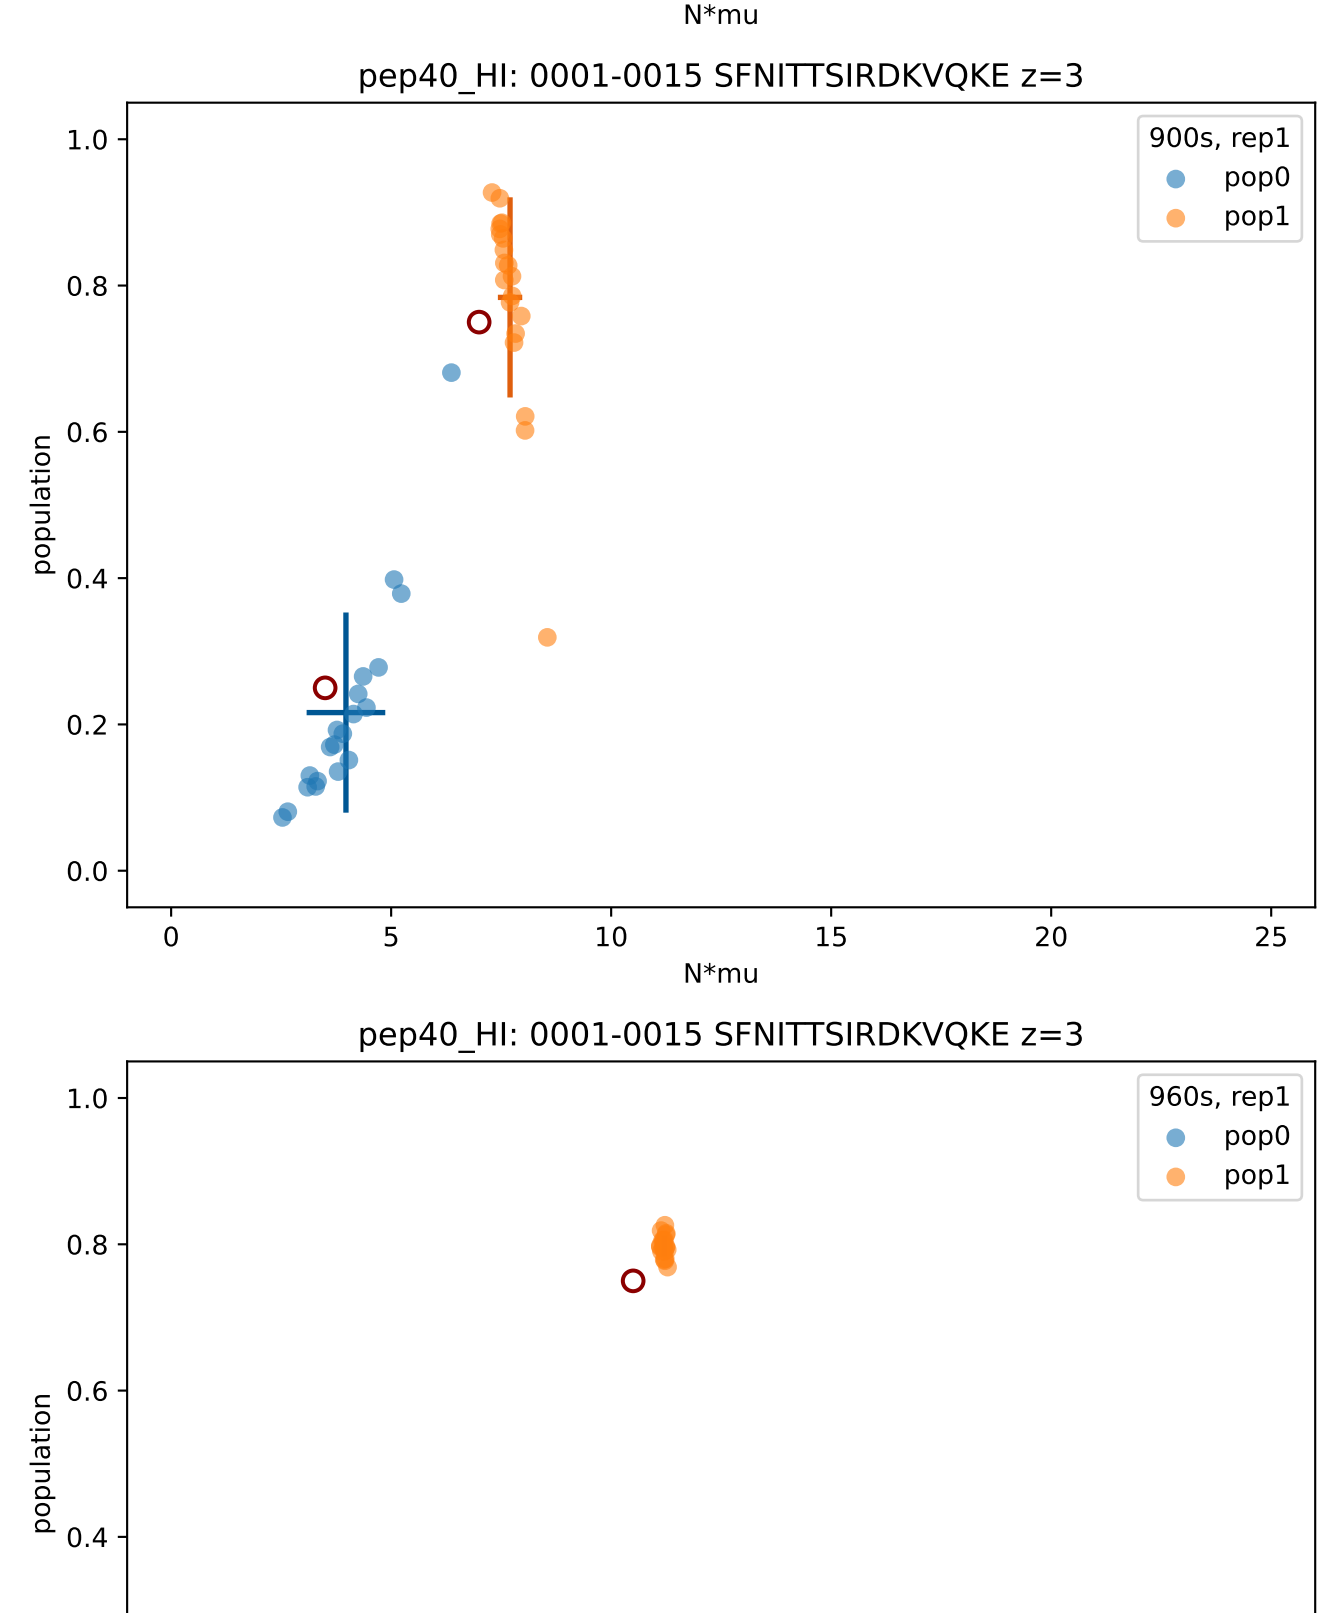 N*mu
pep40_HI: 0001-0015 SFNITTSIRDKVQKE z=3
1.0
0.8
0.6
0.4
0.2
0.0
population
900s, rep1
pop0
pop1
0 5 10 15 20 25
N*mu
pep40_HI: 0001-0015 SFNITTSIRDKVQKE z=3
1.0
0.8
0.6
0.4
population
960s, rep1
pop0
pop1